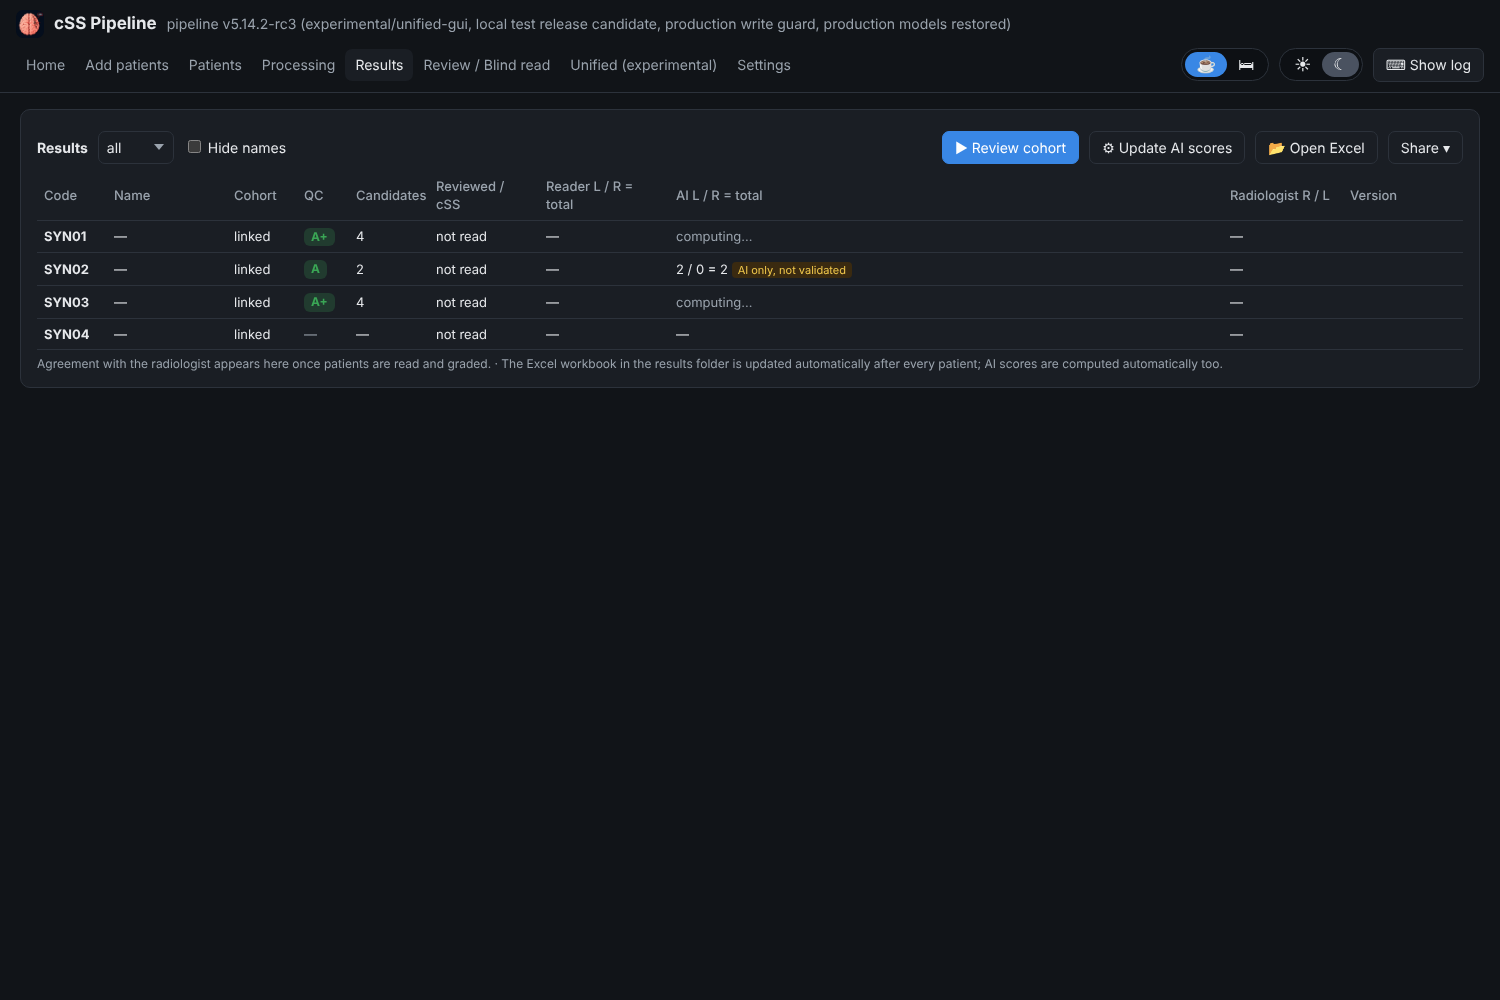 cSS Pipeline pipeline v5.14.2-rc3 (experimental/unified-gui, local test release candidate, production write guard, production models restored)
Home Add patients Patients Processing Results Review / Blind read Unified (experimental) Settings Show log
Results all Hide names Review cohort Update AI scores Open Excel Share ▾
Code Name Cohort QC Candidates Reviewed / cSS Reader L / R = total AI L / R = total Radiologist R / L Version
SYN01 — linked A+ 4 not read — computing... —
SYN02 — linked A 2 not read — 2 / 0 = 2 AI only, not validated —
SYN03 — linked A+ 4 not read — computing... —
SYN04 — linked — — not read — — —
Agreement with the radiologist appears here once patients are read and graded. · The Excel workbook in the results folder is updated automatically after every patient; AI scores are computed automatically too.